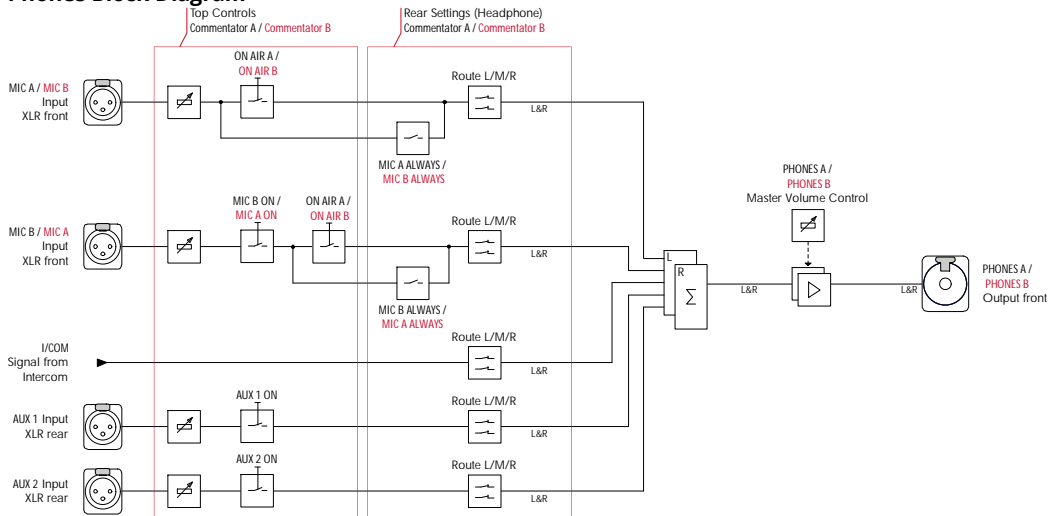 Phones Block Diagram
Top Controls
Commentator A / Commentator B
Rear Settings (Headphone)
Commentator A / Commentator B
MIC A / MIC B
Input
XLR front
ON AIR A /
ON AIR B
Route L/M/R
L&R
MIC A ALWAYS /
MIC B ALWAYS
MIC B / MIC A
Input
XLR front
MIC B ON /
MIC A ON
ON AIR A /
ON AIR B
Route L/M/R
L&R
MIC B ALWAYS /
MIC A ALWAYS
PHONES A /
PHONES B
Master Volume Control
L
R
Σ
L&R
L&R
PHONES A /
PHONES B
Output front
I/COM
Signal from
Intercom
Route L/M/R
L&R
AUX 1 Input
XLR rear
AUX 1 ON
Route L/M/R
L&R
AUX 2 Input
XLR rear
AUX 2 ON
Route L/M/R
L&R